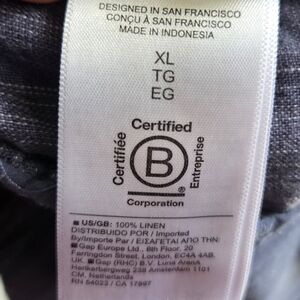 DESIGNED IN SAN FRANCISCO
CONÇU À SAN FRANCISCO
MADE IN INDONESIA
XL
TG
EG
Certified
Certifiée
B
®
Entreprise
Corporation
US/GB: 100% LINEN
DISTRIBUIDO POR / Imported
By/Importe Par / ΕΙΣΑΓΕΤΑΙ ΑΠΟ ΤΗΝ:
Gap Europe Ltd., 8th Floor, 20
Farringdon Street, London, EC4A 4AB,
UK. Gap (RHC) B.V. Luna Arena,
Herikerbergweg 238 Amsterdam 1101
CM, Netherlands
RN 54023 / CA 17897